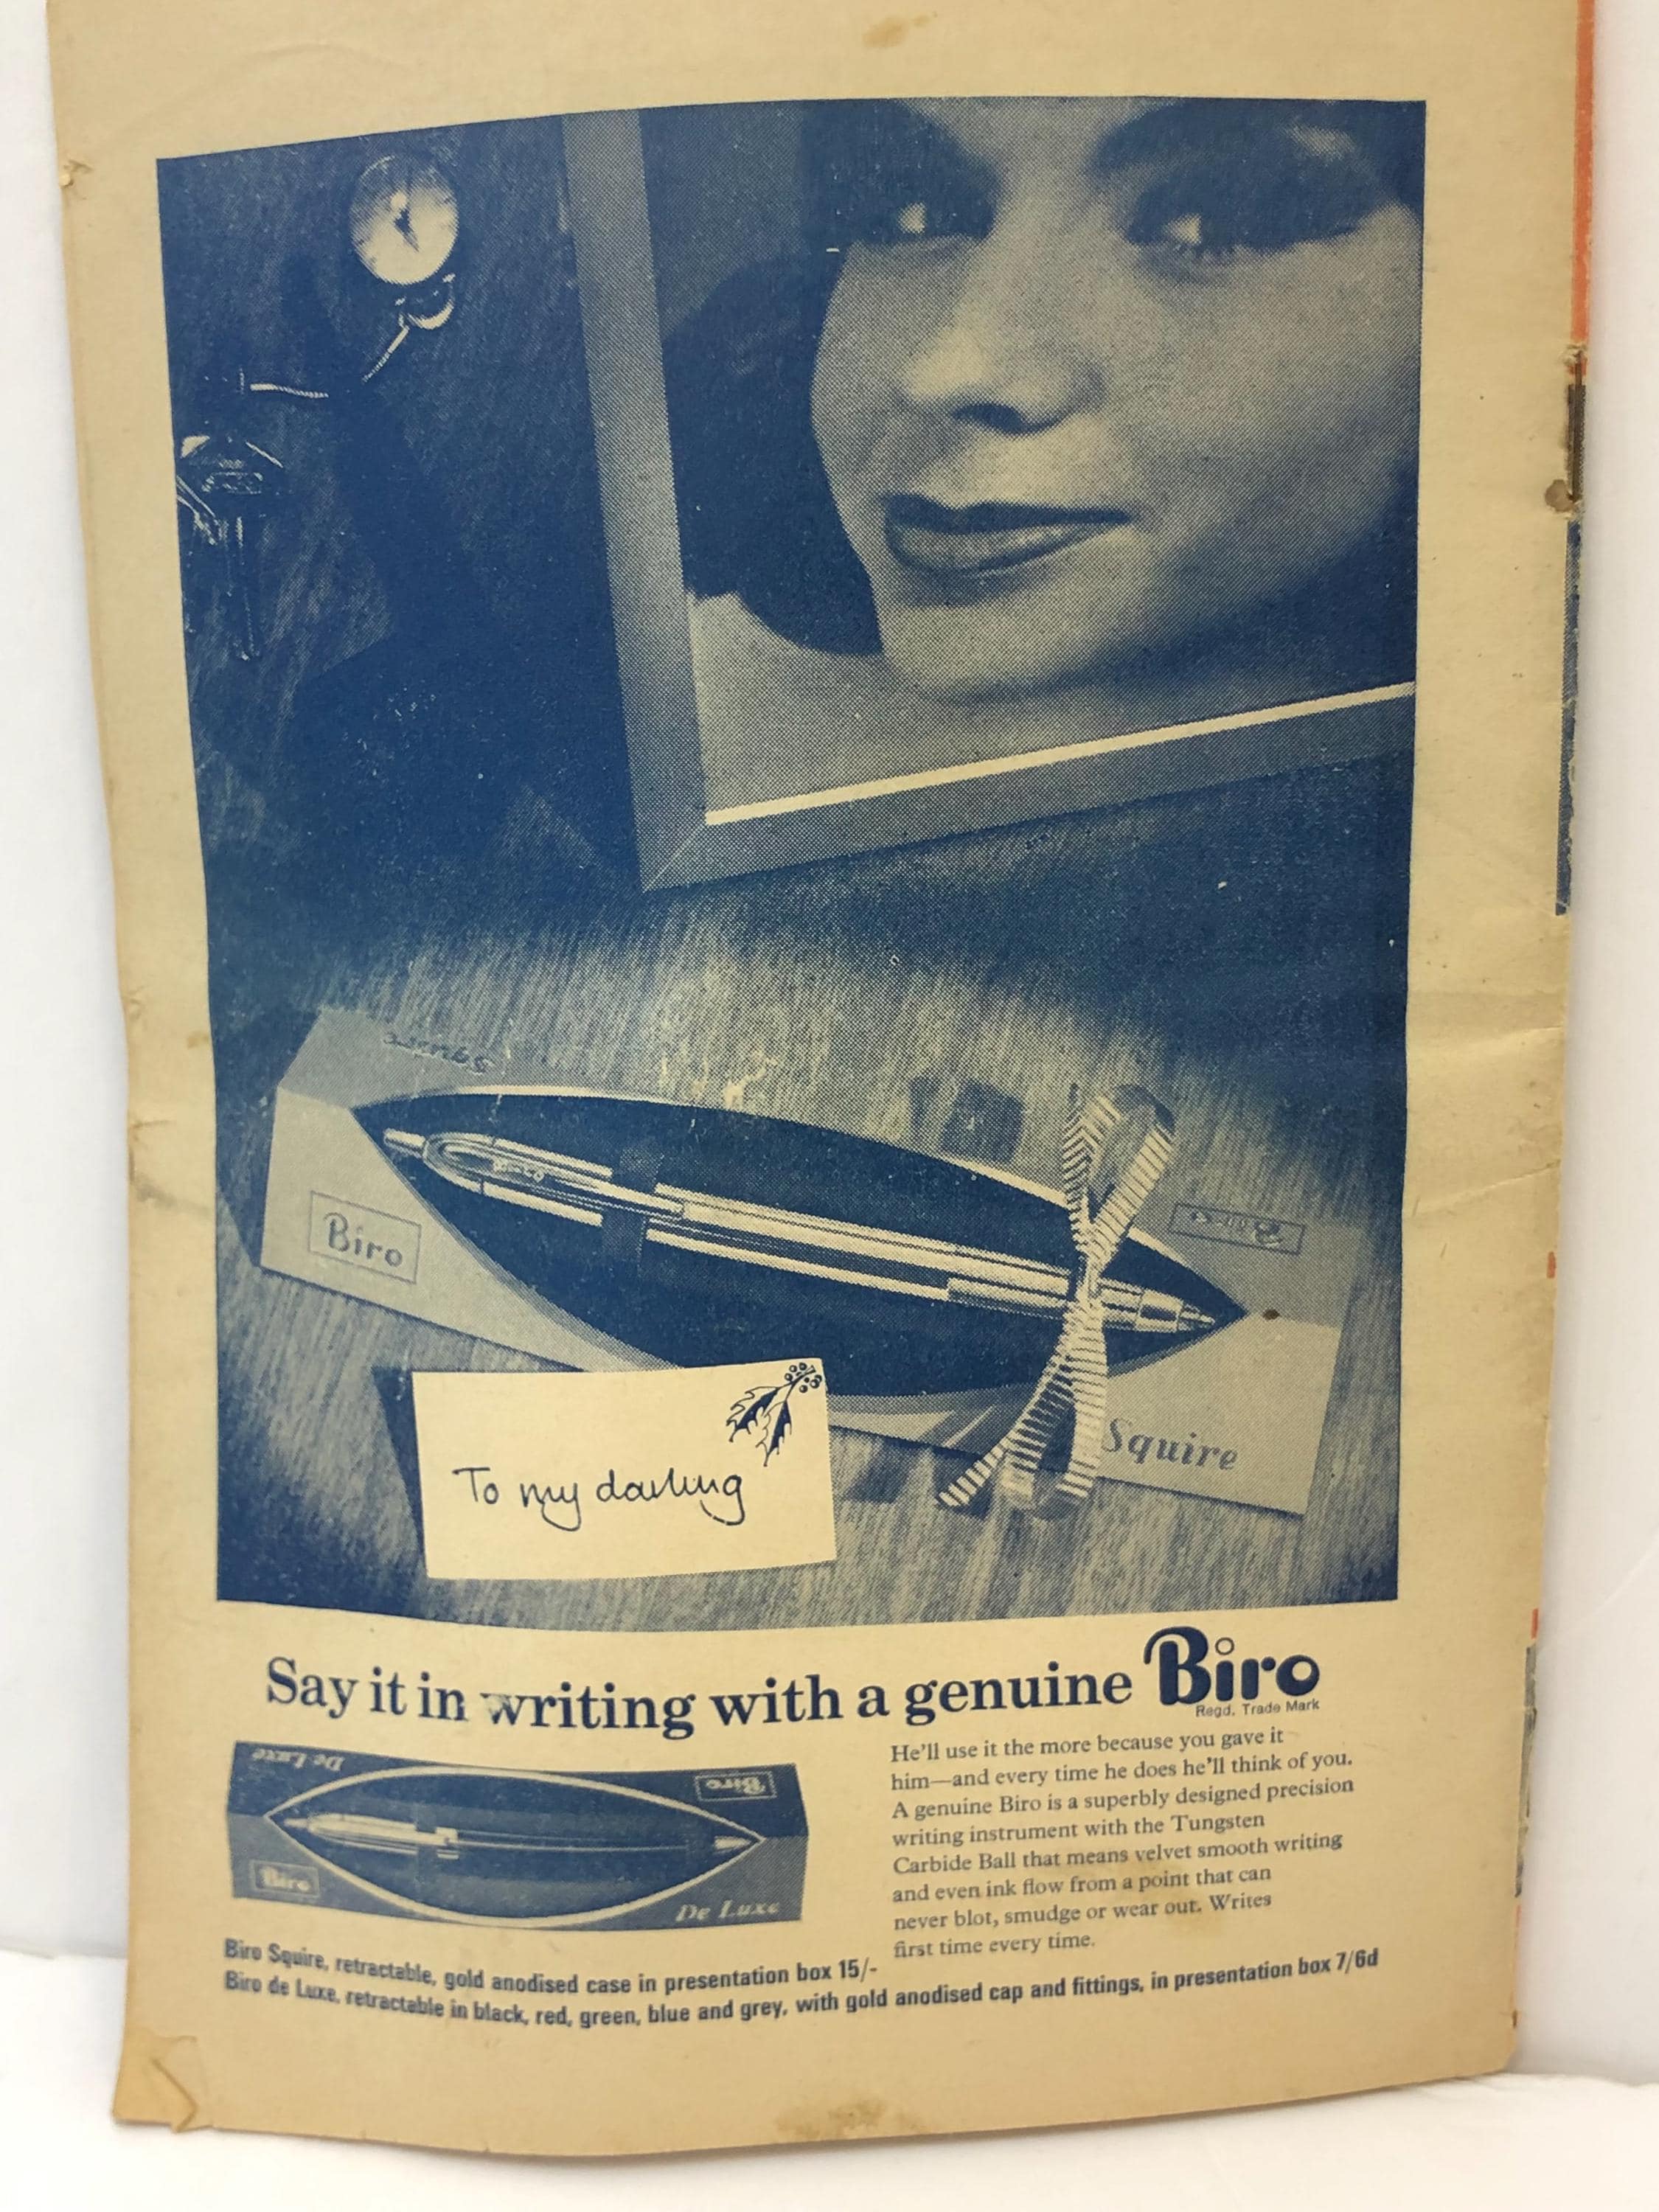 Squire
Biro
Biro
Squire
To my darling
Say it in writing with a genuine Biro
Regd. Trade Mark
De Luxe
Biro
Biro
De Luxe
He'll use it the more because you gave it
him—and every time he does he'll think of you.
A genuine Biro is a superbly designed precision
writing instrument with the Tungsten
Carbide Ball that means velvet smooth writing
and even ink flow from a point that can
never blot, smudge or wear out. Writes
first time every time.
Biro Squire, retractable, gold anodised case in presentation box 15/-
Biro de Luxe, retractable in black, red, green, blue and grey, with gold anodised cap and fittings, in presentation box 7/6d